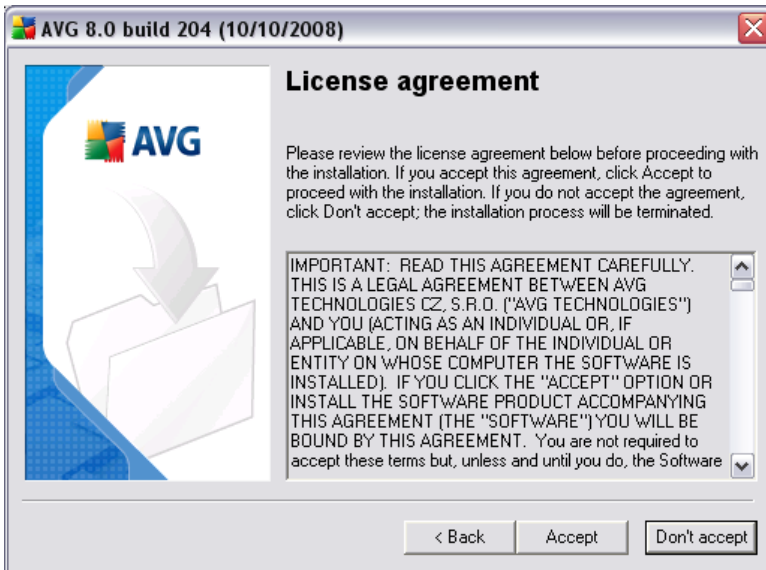 AVG 8.0 build 204 (10/10/2008)
AVG
License agreement
Please review the license agreement below before proceeding with
the installation. If you accept this agreement, click Accept to
proceed with the installation. If you do not accept the agreement,
click Don't accept; the installation process will be terminated.
IMPORTANT: READ THIS AGREEMENT CAREFULLY.
THIS IS A LEGAL AGREEMENT BETWEEN AVG
TECHNOLOGIES CZ, S.R.O. ("AVG TECHNOLOGIES")
AND YOU (ACTING AS AN INDIVIDUAL OR, IF
APPLICABLE, ON BEHALF OF THE INDIVIDUAL OR
ENTITY ON WHOSE COMPUTER THE SOFTWARE IS
INSTALLED). IF YOU CLICK THE "ACCEPT" OPTION OR
INSTALL THE SOFTWARE PRODUCT ACCOMPANYING
THIS AGREEMENT (THE "SOFTWARE") YOU WILL BE
BOUND BY THIS AGREEMENT. You are not required to
accept these terms but, unless and until you do, the Software
< Back
Accept
Don't accept